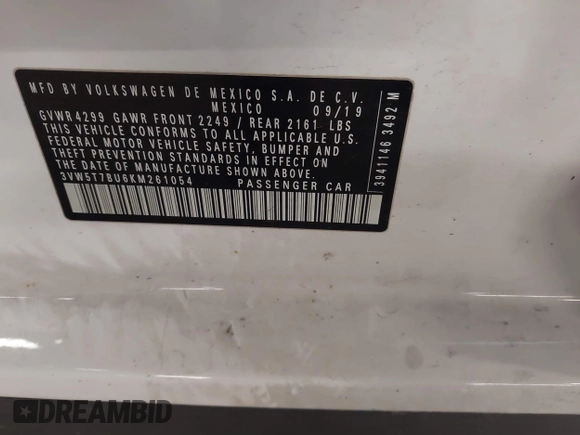 MFD BY VOLKSWAGEN DE MEXICO S.A. DE C.V.
MEXICO 09/19
GVWR 4299 GAWR FRONT 2249 / REAR 2161 LBS
THIS VEHICLE CONFORMS TO ALL APPLICABLE U.S.
FEDERAL MOTOR VEHICLE SAFETY, BUMPER AND
THEFT PREVENTION STANDARDS IN EFFECT ON
THE DATE OF MANUFACTURE SHOWN ABOVE.
3VW5T7BU6KM261054 PASSENGER CAR
3941146 3492 M
DREAMBID